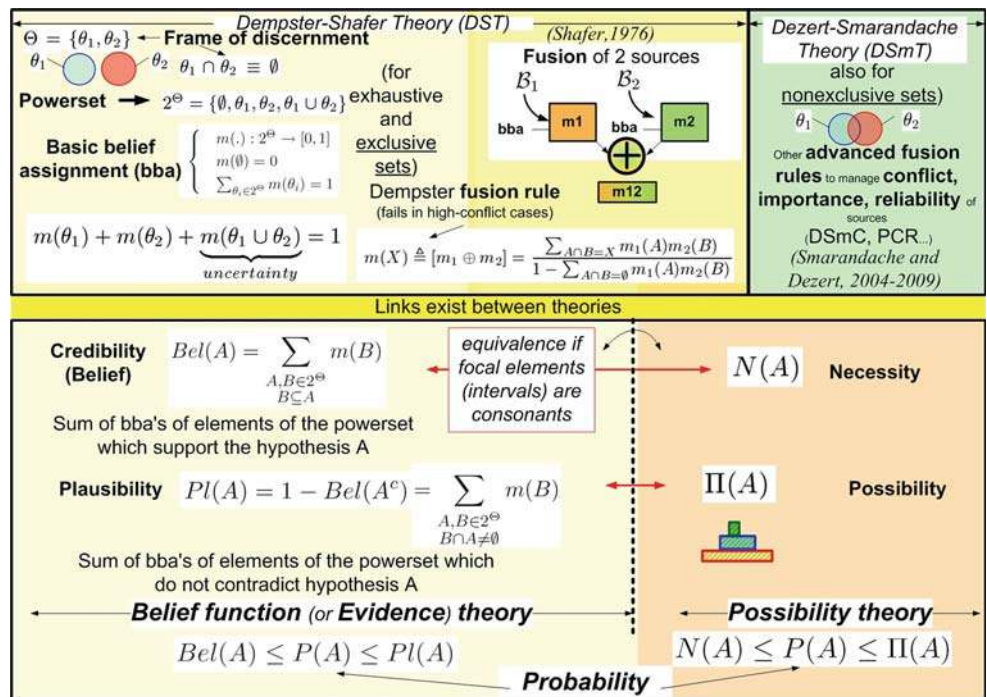 Dempster-Shafer Theory (DST)
(Shafer,1976)
Θ = {θ₁, θ₂}
Frame of discernment
θ₁
θ₂
θ₁ ∩ θ₂ ≡ ∅
Powerset
2^Θ = {∅, θ₁, θ₂, θ₁ ∪ θ₂}
(for
exhaustive
and
exclusive
sets)
Basic belief
assignment (bba)
m(.) : 2^Θ → [0, 1]
m(∅) = 0
∑_{θᵢ∈2^Θ} m(θᵢ) = 1
Fusion of 2 sources
B₁
B₂
bba
m1
bba
m2
m12
Dempster fusion rule
(fails in high-conflict cases)
m(θ₁) + m(θ₂) + m(θ₁ ∪ θ₂) = 1
uncertainty
m(X) ≜ [m₁ ⊕ m₂] = ∑_{A∩B=X} m₁(A)m₂(B) / 1 − ∑_{A∩B=∅} m₁(A)m₂(B)
Dezert-Smarandache
Theory (DSmT)
also for
nonexclusive sets)
θ₁
θ₂
Other advanced fusion
rules to manage conflict,
importance, reliability of
sources
(DSmC, PCR...)
(Smarandache and
Dezert, 2004-2009)
Links exist between theories
Credibility
(Belief)
Bel(A) = ∑_{A,B∈2^Θ B⊆A} m(B)
equivalence if
focal elements
(intervals) are
consonants
N(A)
Necessity
Sum of bba's of elements of the powerset
which support the hypothesis A
Plausibility
Pl(A) = 1 − Bel(A^c) = ∑_{A,B∈2^Θ B∩A≠∅} m(B)
Π(A)
Possibility
Sum of bba's of elements of the powerset which
do not contradict hypothesis A
Belief function (or Evidence) theory
Possibility theory
Bel(A) ≤ P(A) ≤ Pl(A)
N(A) ≤ P(A) ≤ Π(A)
Probability